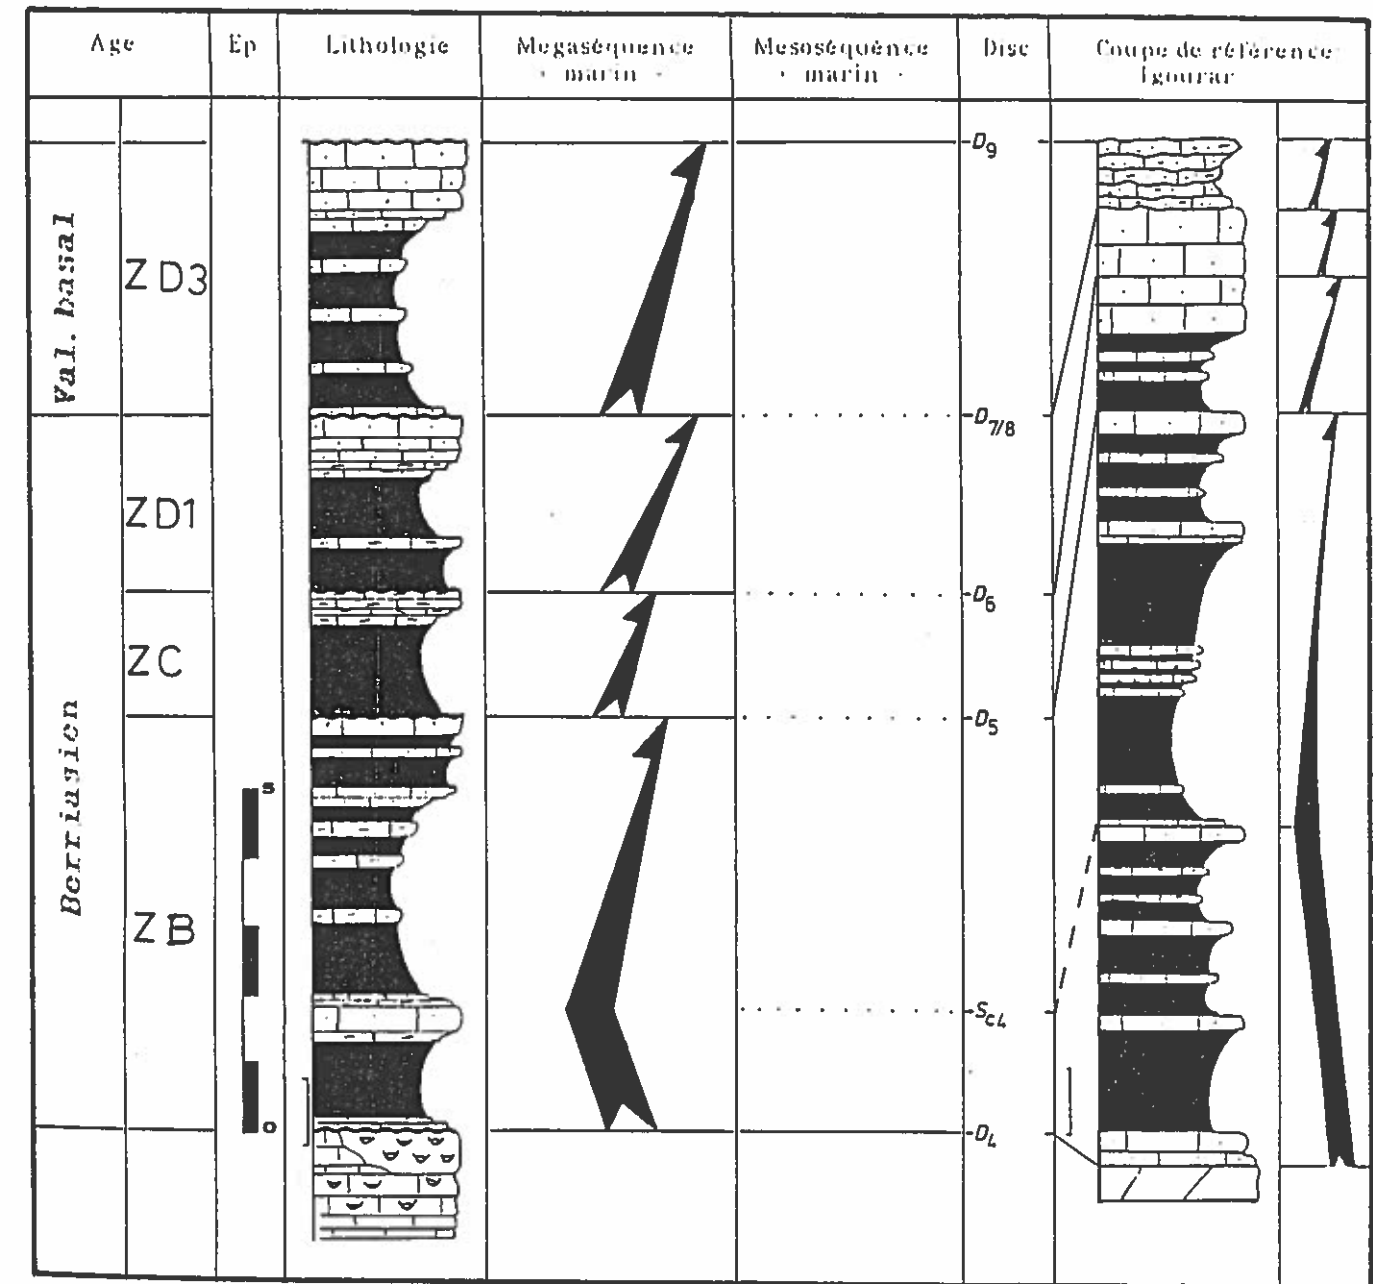 Age
Ep
Lithologie
Megaséquence
marin
Mesoséquence
marin
Disc
Coupe de référence
Igourar
Val. basal
ZD3
ZD1
ZC
ZB
Berriasien
5
0
D9
D7/8
D6
D5
Sc4
D4